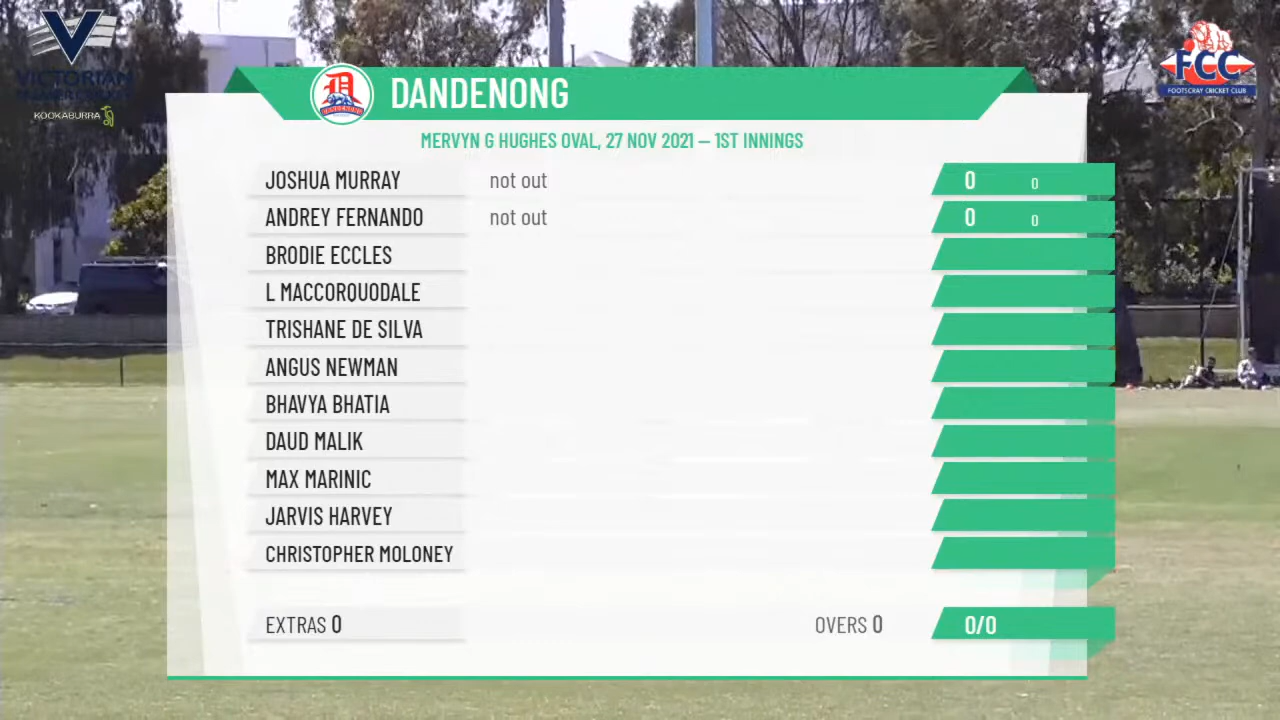 VICTORIAN
KOOKABURRA
FCC
FOOTSCRAY CRICKET CLUB
D
DANDENONG
DANDENONG
MERVYN G HUGHES OVAL, 27 NOV 2021 – 1ST INNINGS
JOSHUA MURRAY not out 0 0
ANDREY FERNANDO not out 0 0
BRODIE ECCLES
L MACCORQUODALE
TRISHANE DE SILVA
ANGUS NEWMAN
BHAVYA BHATIA
DAUD MALIK
MAX MARINIC
JARVIS HARVEY
CHRISTOPHER MOLONEY
EXTRAS 0 OVERS 0 0/0